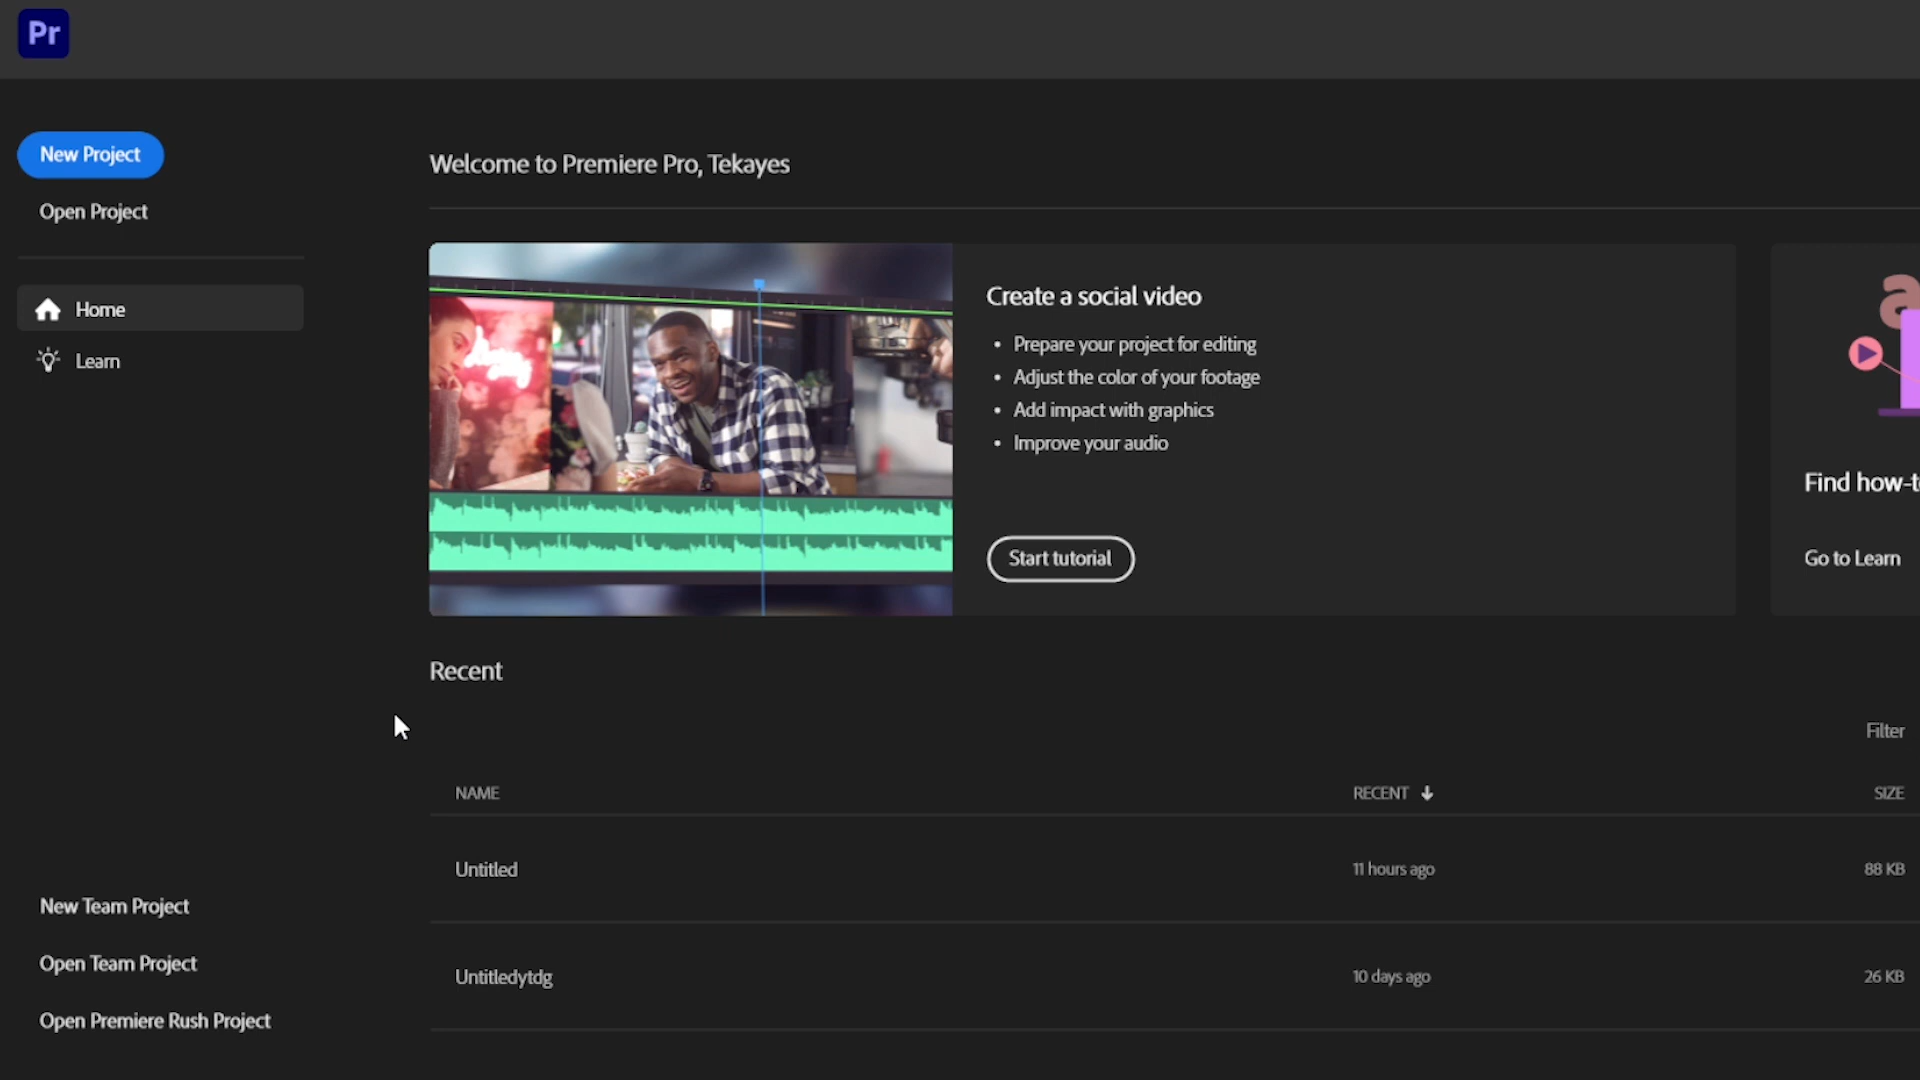 Pr
New Project
Open Project
Home
Learn
New Team Project
Open Team Project
Open Premiere Rush Project
Welcome to Premiere Pro, Tekayes
Create a social video
• Prepare your project for editing
• Adjust the color of your footage
• Add impact with graphics
• Improve your audio
Start tutorial
a
Find how-t
Go to Learn
Recent
Filter
NAME RECENT ↓ SIZE
Untitled 11 hours ago 88 KB
Untitledytdg 10 days ago 26 KB